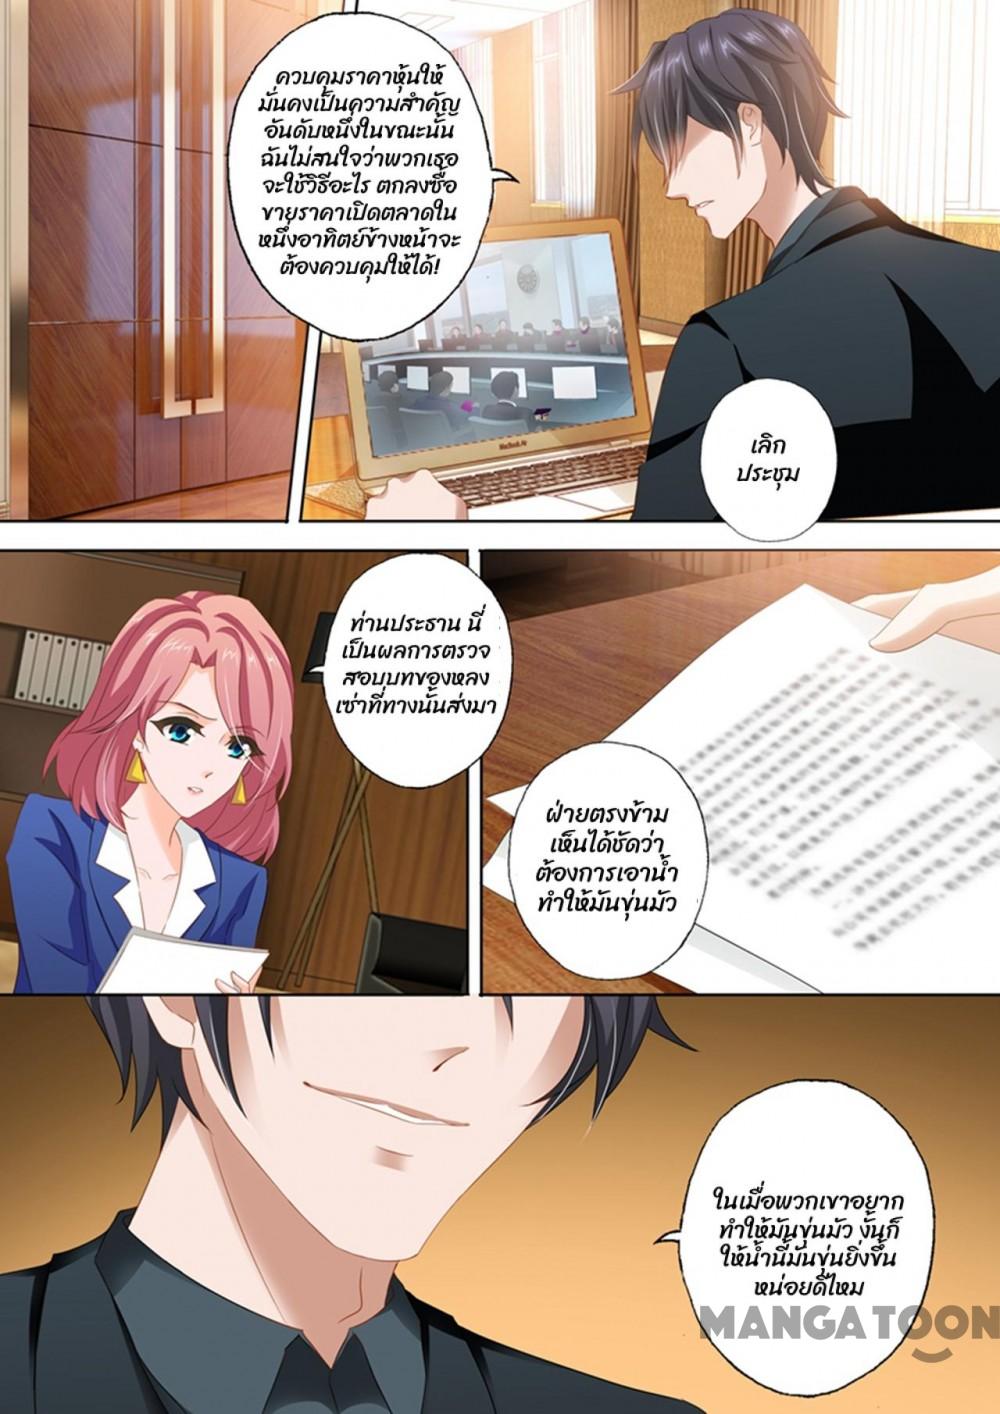 ควบคุมราคาหุ้นให้
มั่นคงเป็นความสำคัญ
อันดับหนึ่งในขณะนั้น
ฉันไม่สนใจว่าพวกเธอ
จะใช้วิธีอะไร ตกลงซื้อ
ขายราคาเปิดตลาดใน
หนึ่งอาทิตย์ข้างหน้าจะ
ต้องควบคุมให้ได้!
MacBook Air
เลิก
ประชุม
ท่านประธาน นี่
เป็นผลการตรวจ
สอบบทของหลง
เซ่าที่ทางนั้นส่งมา
ฝ่ายตรงข้าม
เห็นได้ชัดว่า
ต้องการเอาน้ำ
ทำให้มันขุ่นมัว
ในเมื่อพวกเขาอยาก
ทำให้มันขุ่นมัว งั้นก็
ให้น้ำนี้มันขุ่นยิ่งขึ้น
หน่อยดีไหม
MANGATOON